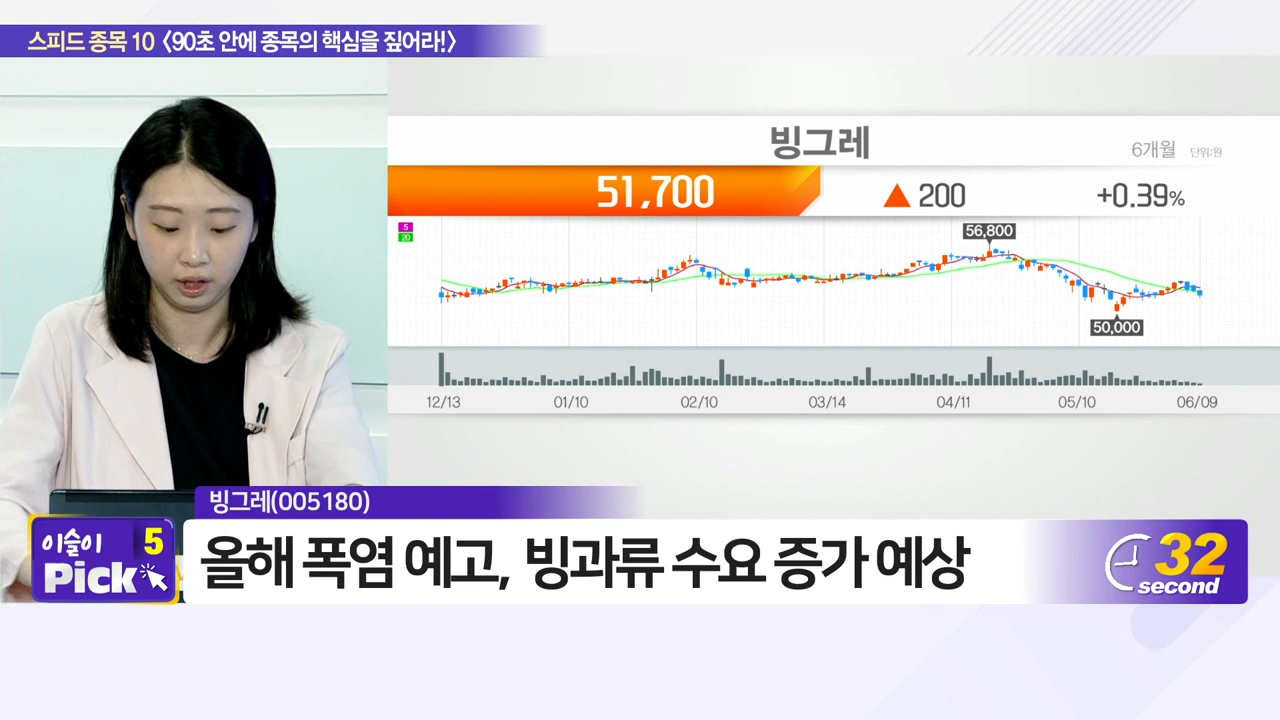 스피드 종목 10 <90초 안에 종목의 핵심을 짚어라!>
빙그레
6개월 단위:원
51,700 ▲ 200 +0.39%
5
20
56,800
50,000
12/13 01/10 02/10 03/14 04/11 05/10 06/09
빙그레(005180)
이슬이 5
Pick
올해 폭염 예고, 빙과류 수요 증가 예상
32
second